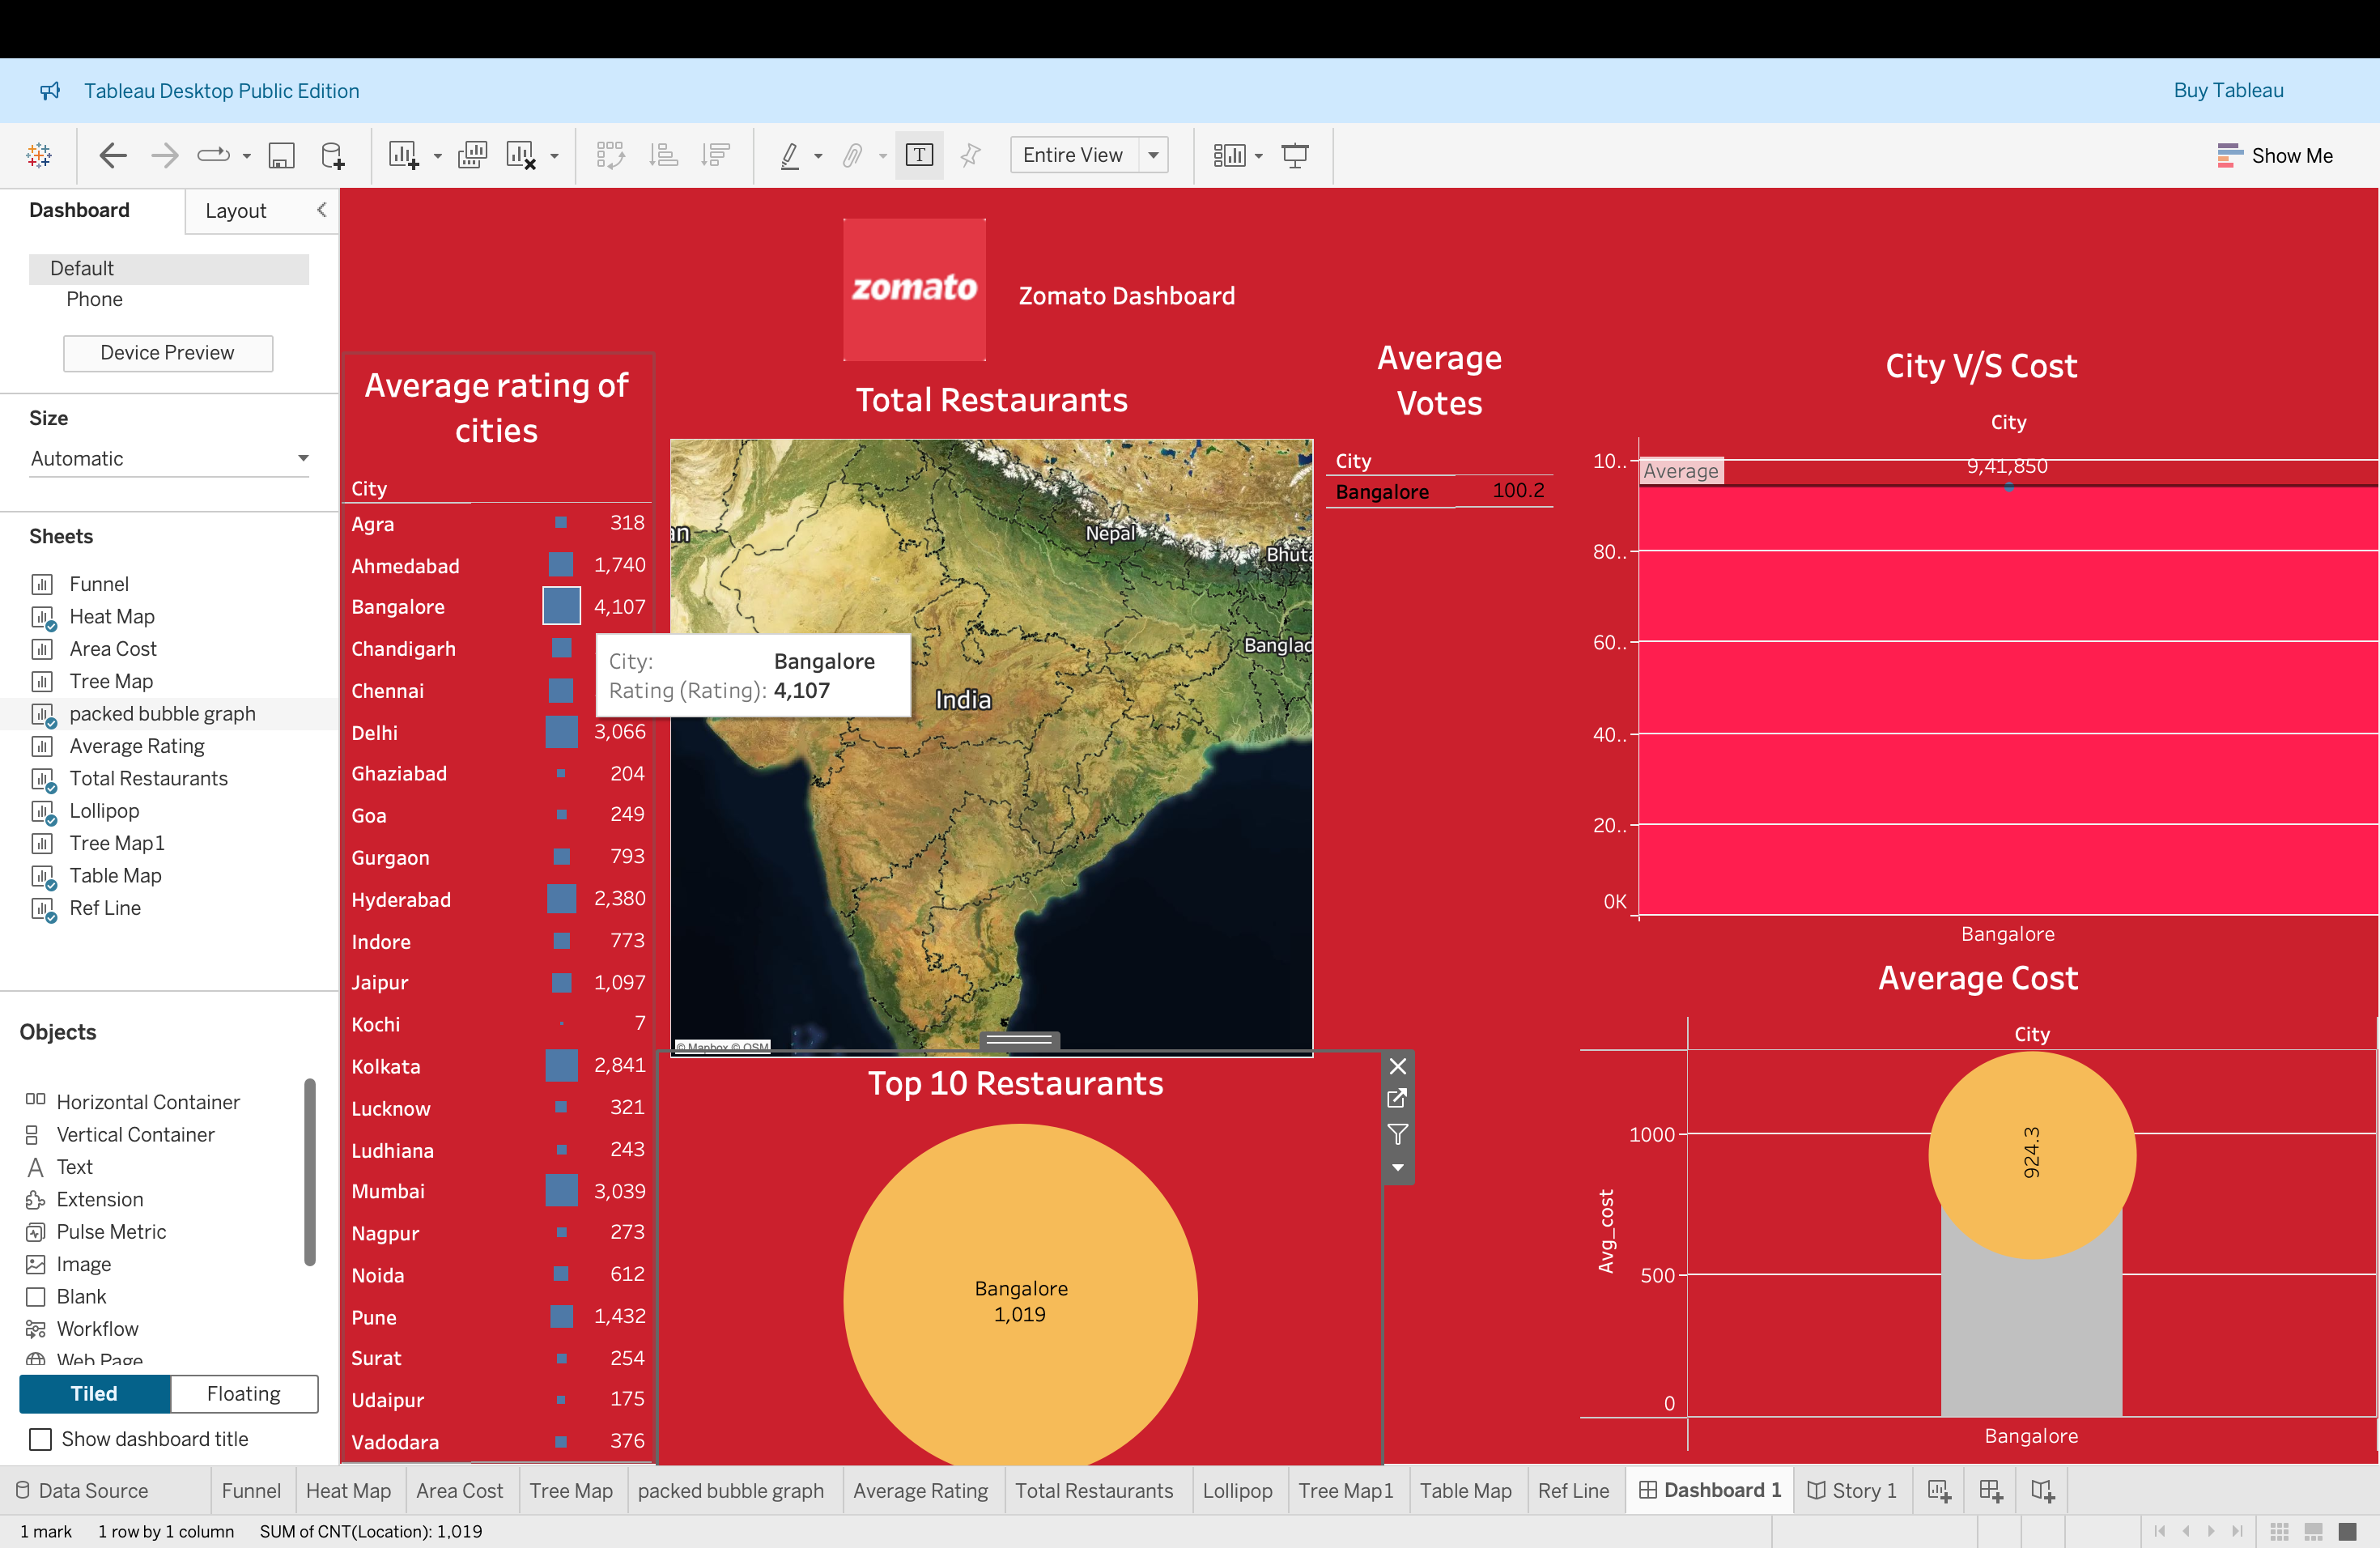 Tableau Desktop Public Edition
Buy Tableau
Entire View
Show Me
Dashboard
Layout
Default
Phone
Device Preview
Size
Automatic
Sheets
Funnel
Heat Map
Area Cost
Tree Map
packed bubble graph
Average Rating
Total Restaurants
Lollipop
Tree Map1
Table Map
Ref Line
Objects
Horizontal Container
Vertical Container
Text
Extension
Pulse Metric
Image
Blank
Workflow
Web Page
Tiled
Floating
Show dashboard title
zomato
Zomato Dashboard
Average rating of
cities
City
Agra 318
Ahmedabad 1,740
Bangalore 4,107
Chandigarh
Chennai
Delhi 3,066
Ghaziabad 204
Goa 249
Gurgaon 793
Hyderabad 2,380
Indore 773
Jaipur 1,097
Kochi 7
Kolkata 2,841
Lucknow 321
Ludhiana 243
Mumbai 3,039
Nagpur 273
Noida 612
Pune 1,432
Surat 254
Udaipur 175
Vadodara 376
City: Bangalore
Rating (Rating): 4,107
Total Restaurants
an
Nepal
Bhuta
Banglad
India
© Mapbox © OSM
Top 10 Restaurants
Bangalore
1,019
Average
Votes
City
Bangalore 100.2
City V/S Cost
City
10..
Average
9,41,850
80..
60..
40..
20..
0K
Bangalore
Average Cost
City
1000
924.3
Avg_cost
500
0
Bangalore
Data Source
Funnel
Heat Map
Area Cost
Tree Map
packed bubble graph
Average Rating
Total Restaurants
Lollipop
Tree Map1
Table Map
Ref Line
Dashboard 1
Story 1
1 mark 1 row by 1 column SUM of CNT(Location): 1,019